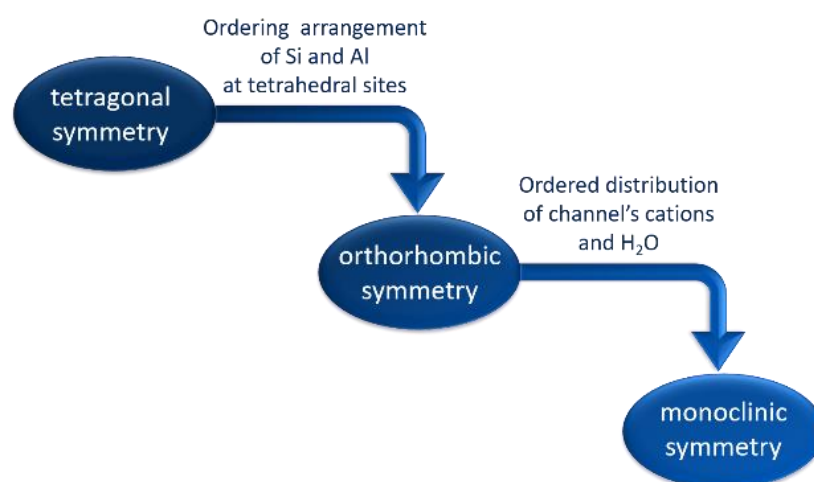 Ordering arrangement
of Si and Al
at tetrahedral sites
tetragonal
symmetry
Ordered distribution
of channel's cations
and H₂O
orthorhombic
symmetry
monoclinic
symmetry